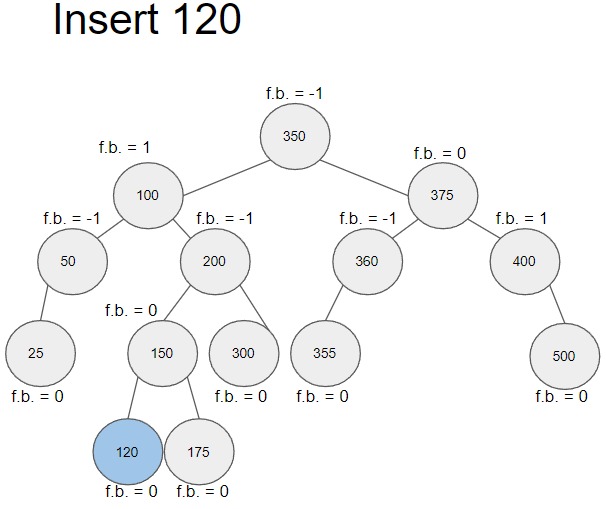 Insert 120
f.b. = -1
350
f.b. = 1
f.b. = 0
100
375
f.b. = -1
f.b. = -1
f.b. = -1
f.b. = 1
50
200
360
400
f.b. = 0
25
150
300
355
500
f.b. = 0
f.b. = 0
f.b. = 0
f.b. = 0
120
175
f.b. = 0
f.b. = 0